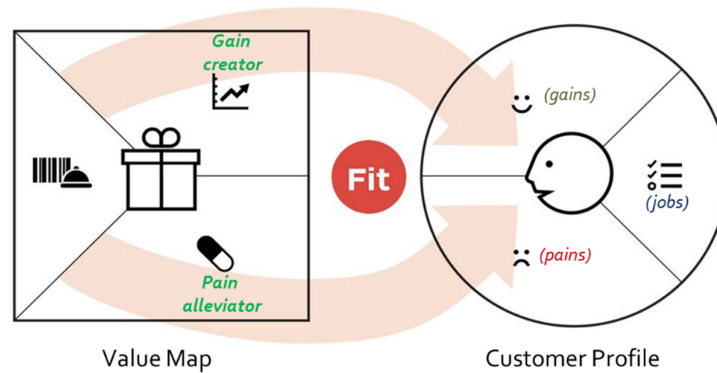 Gain
creator
(gains)
Fit
(jobs)
(pains)
Pain
alleviator
Value Map
Customer Profile